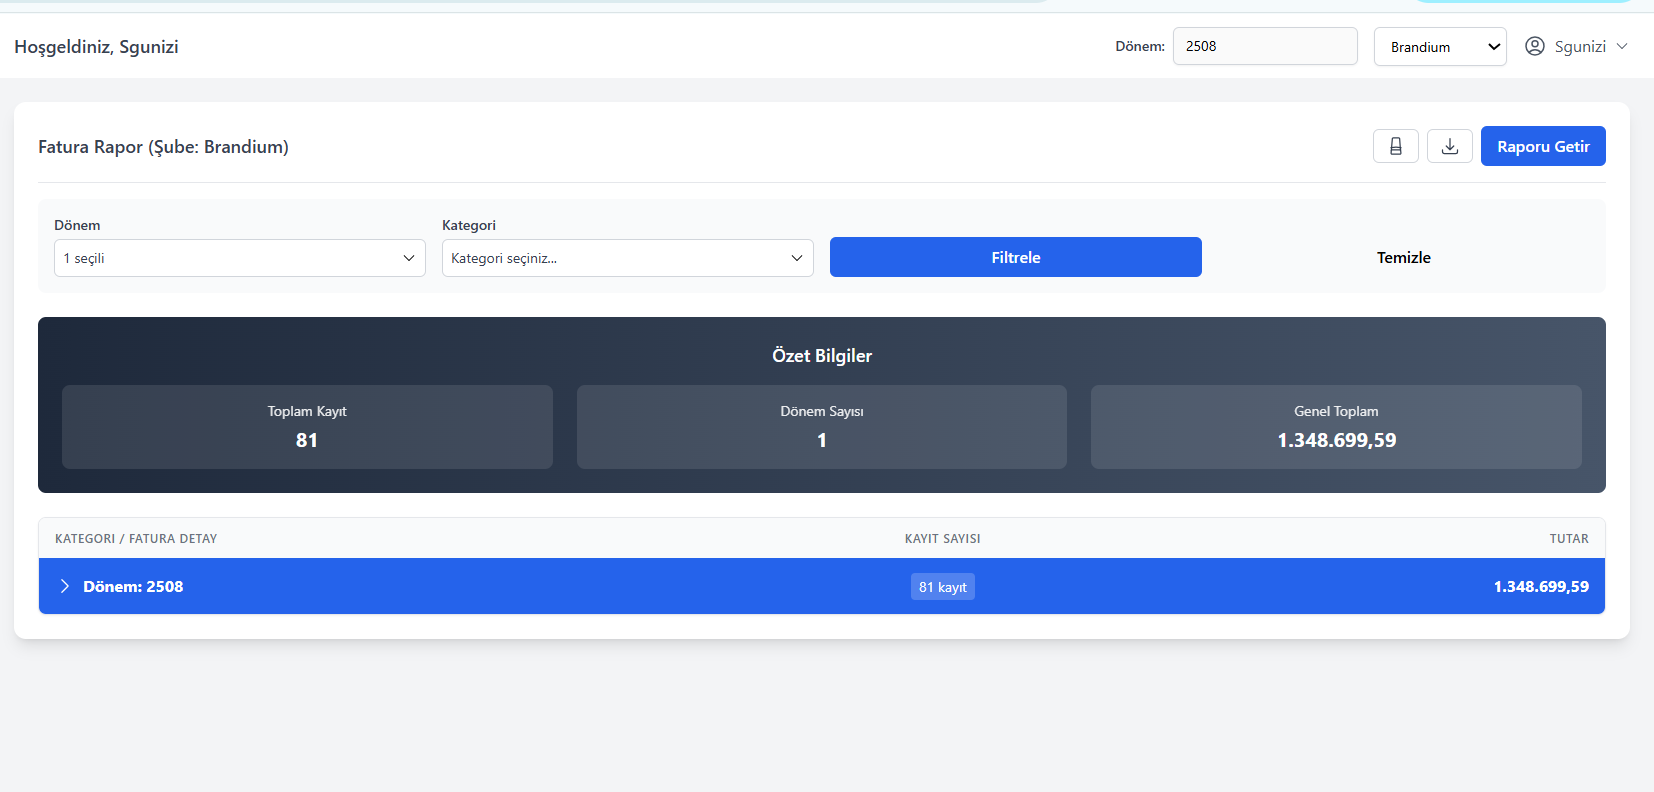 Hoşgeldiniz, Sgunizi
Dönem: 2508 Brandium Sgunizi
Fatura Rapor (Şube: Brandium)
Raporu Getir
Dönem
1 seçili
Kategori
Kategori seçiniz...
Filtrele
Temizle
Özet Bilgiler
Toplam Kayıt
81
Dönem Sayısı
1
Genel Toplam
1.348.699,59
KATEGORI / FATURA DETAY KAYIT SAYISI TUTAR
Dönem: 2508 81 kayıt 1.348.699,59